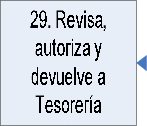 29. Revisa,
autoriza y
devuelve a
Tesorería